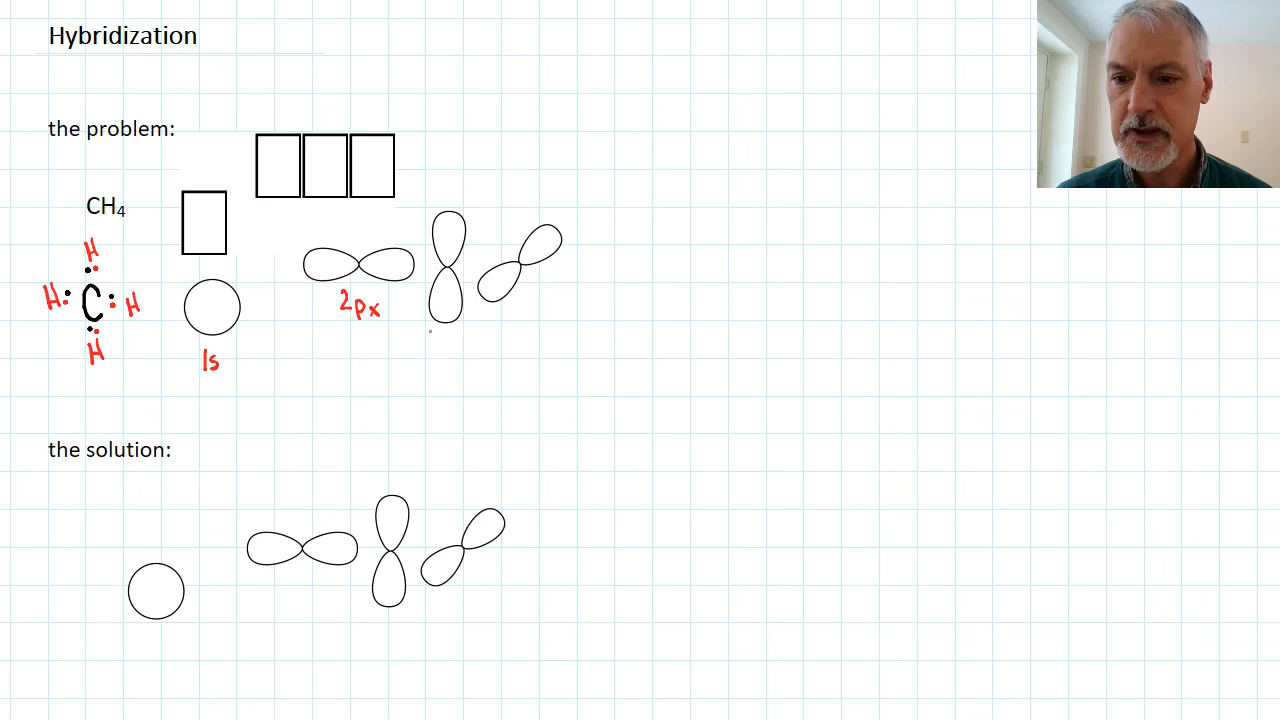 Hybridization
the problem:
CH₄
H
H C H
H
1s
2px
the solution: